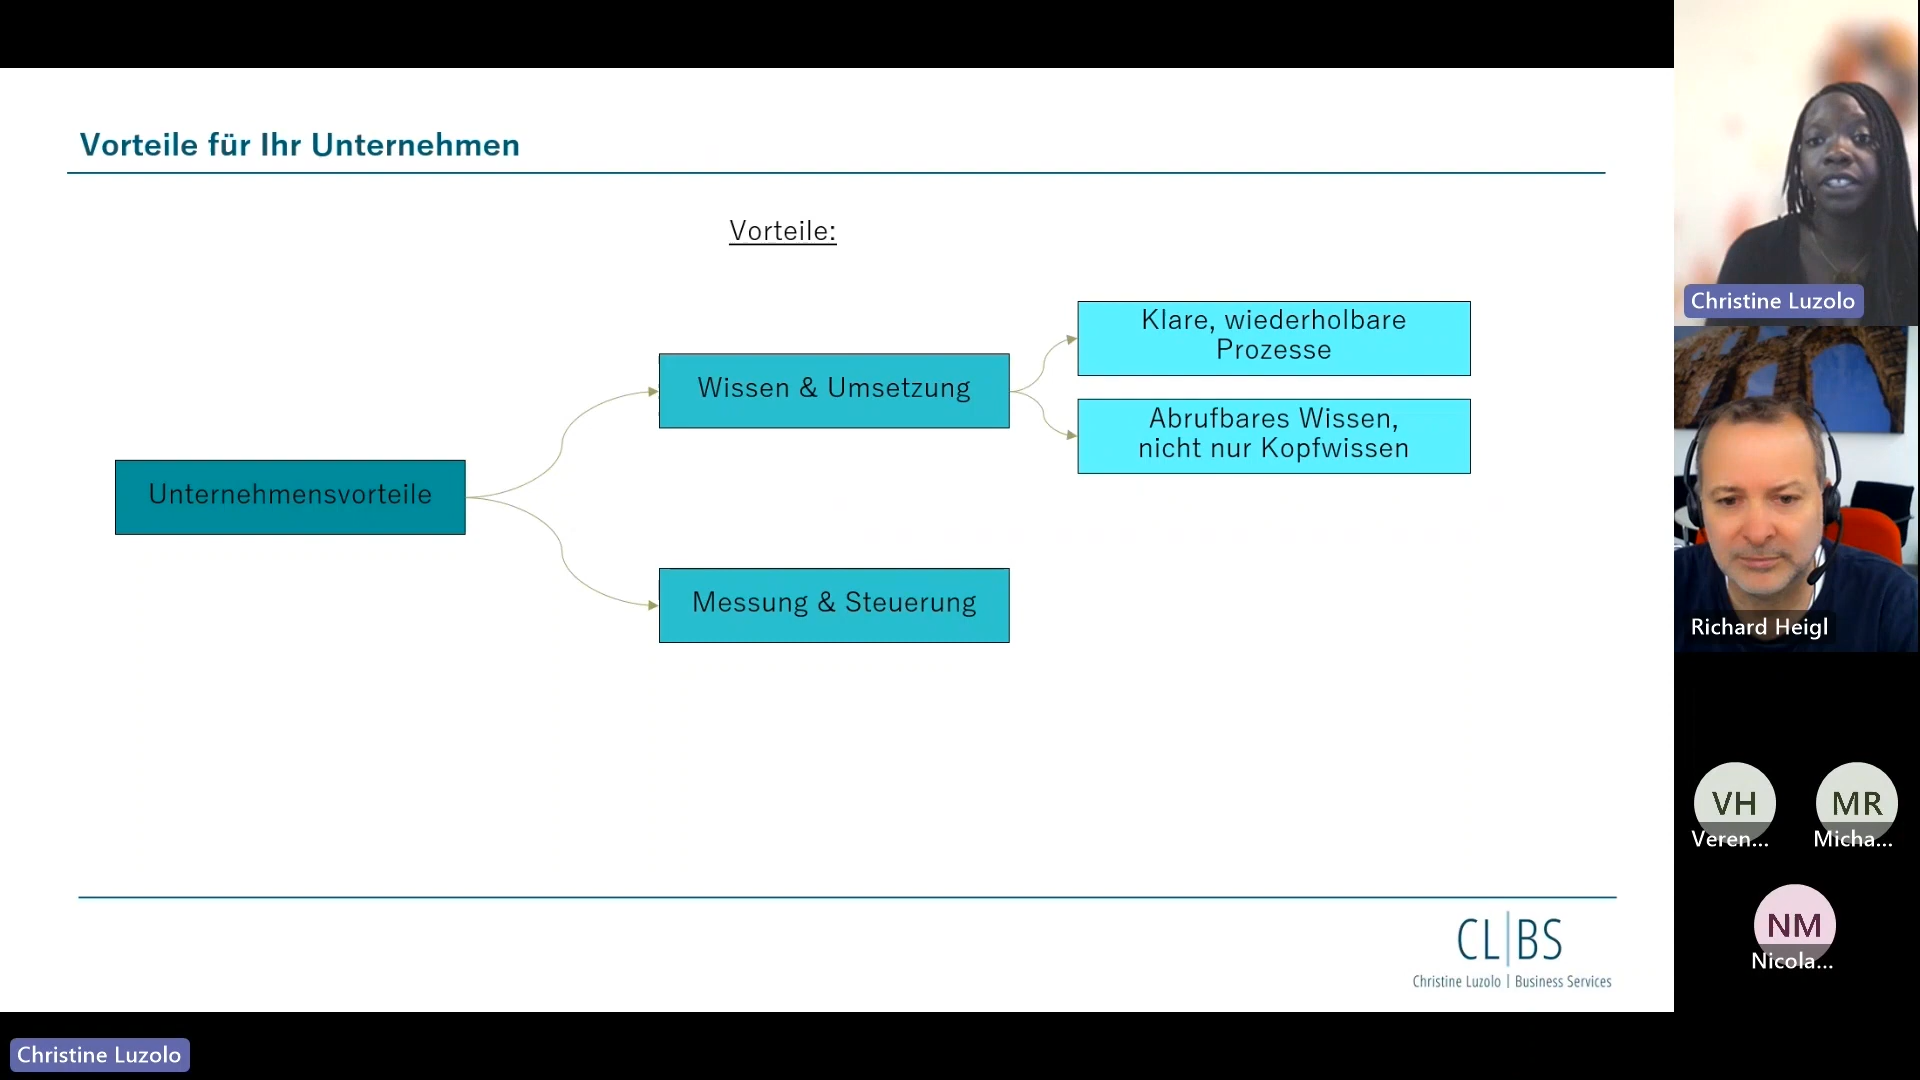 Vorteile für Ihr Unternehmen
Vorteile:
Klare, wiederholbare
Prozesse
Wissen & Umsetzung
Abrufbares Wissen,
nicht nur Kopfwissen
Unternehmensvorteile
Messung & Steuerung
CL|BS
Christine Luzolo | Business Services
Christine Luzolo
Christine Luzolo
Richard Heigl
VH
MR
Veren...
Micha...
NM
Nicola...